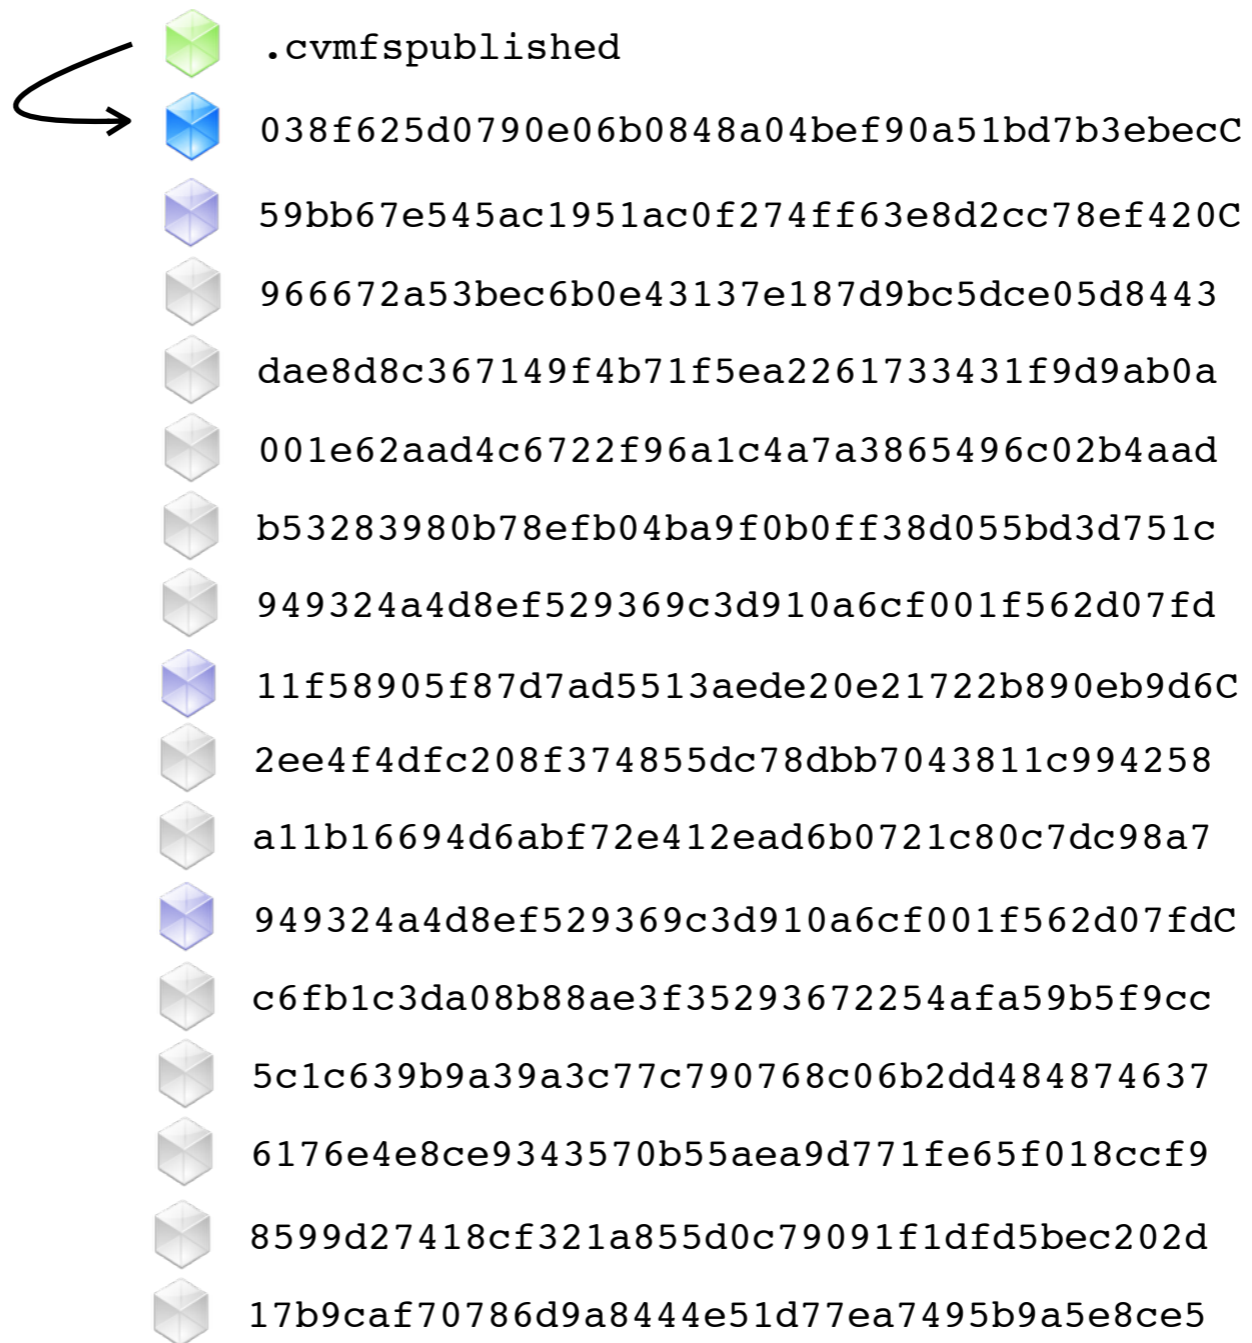 .cvmfspublished
038f625d0790e06b0848a04bef90a51bd7b3ebecC
59bb67e545ac1951ac0f274ff63e8d2cc78ef420C
966672a53bec6b0e43137e187d9bc5dce05d8443
dae8d8c367149f4b71f5ea2261733431f9d9ab0a
001e62aad4c6722f96a1c4a7a3865496c02b4aad
b53283980b78efb04ba9f0b0ff38d055bd3d751c
949324a4d8ef529369c3d910a6cf001f562d07fd
11f58905f87d7ad5513aede20e21722b890eb9d6C
2ee4f4dfc208f374855dc78dbb7043811c994258
a11b16694d6abf72e412ead6b0721c80c7dc98a7
949324a4d8ef529369c3d910a6cf001f562d07fdC
c6fb1c3da08b88ae3f35293672254afa59b5f9cc
5c1c639b9a39a3c77c790768c06b2dd484874637
6176e4e8ce9343570b55aea9d771fe65f018ccf9
8599d27418cf321a855d0c79091f1dfd5bec202d
17b9caf70786d9a8444e51d77ea7495b9a5e8ce5